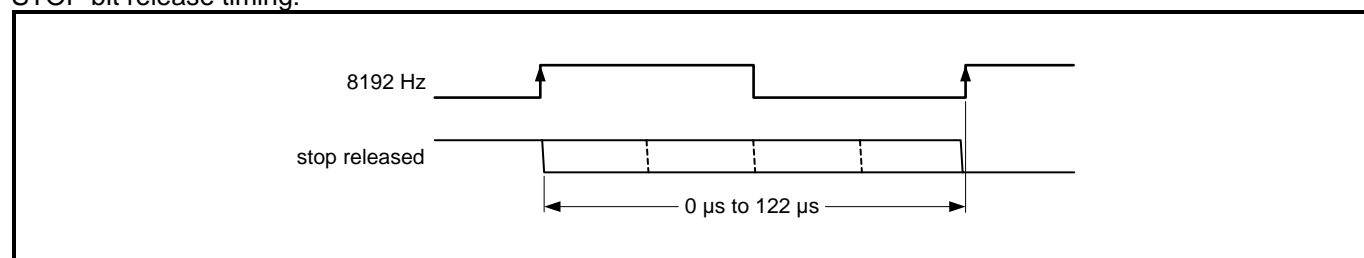 STOP bit release timing.
8192 Hz
stop released
0 µs to 122 µs